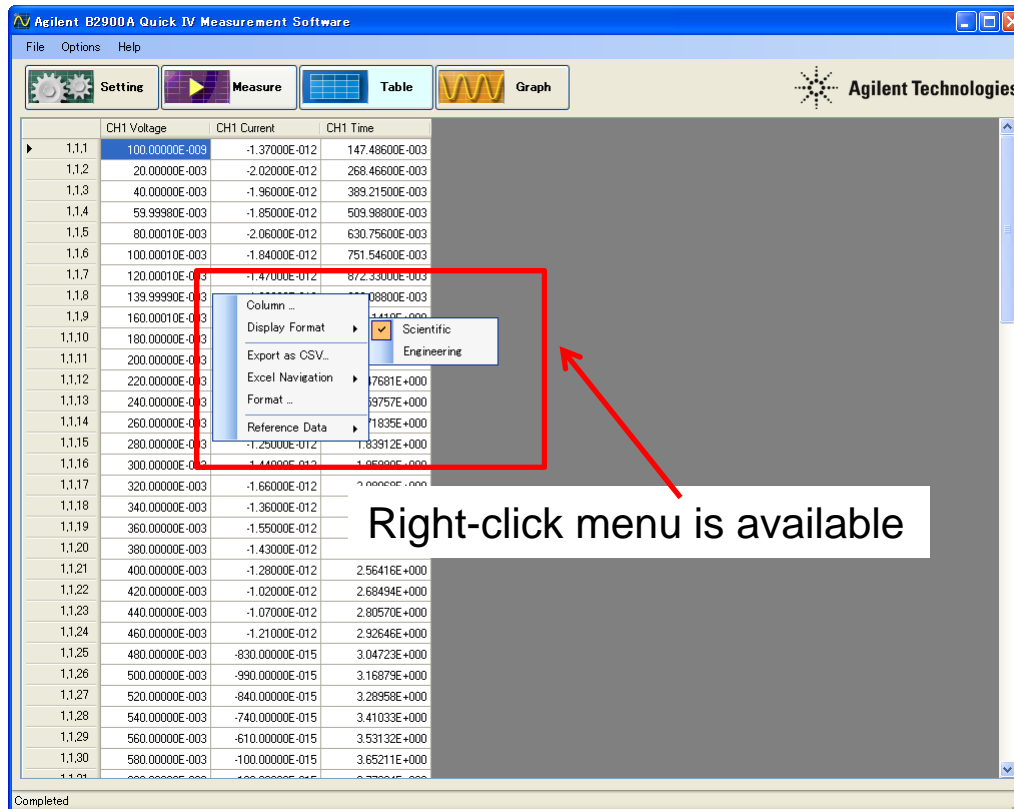 Agilent B2900A Quick IV Measurement Software
File Options Help
Setting Measure Table Graph Agilent Technologies
CH1 Voltage CH1 Current CH1 Time
1,1,1 100.00000E-009 -1.37000E-012 147.48600E-003
1,1,2 20.00000E-003 -2.02000E-012 268.46600E-003
1,1,3 40.00000E-003 -1.96000E-012 389.21500E-003
1,1,4 59.99980E-003 -1.85000E-012 509.98800E-003
1,1,5 80.00010E-003 -2.06000E-012 630.75600E-003
1,1,6 100.00010E-003 -1.84000E-012 751.54600E-003
1,1,7 120.00010E-003 -1.47000E-012 872.33000E-003
1,1,8 139.99990E-003
1,1,9 160.00010E-003
1,1,10 180.00000E-003
1,1,11 200.00000E-003
1,1,12 220.00000E-003 47681E+000
1,1,13 240.00000E-003 59757E+000
1,1,14 260.00000E-003 71835E+000
1,1,15 280.00000E-003 -1.25000E-012 1.83912E+000
1,1,16 300.00000E-003
1,1,17 320.00000E-003 -1.66000E-012
1,1,18 340.00000E-003 -1.36000E-012
1,1,19 360.00000E-003 -1.55000E-012
1,1,20 380.00000E-003 -1.43000E-012
1,1,21 400.00000E-003 -1.28000E-012 2.56416E+000
1,1,22 420.00000E-003 -1.02000E-012 2.68494E+000
1,1,23 440.00000E-003 -1.07000E-012 2.80570E+000
1,1,24 460.00000E-003 -1.21000E-012 2.92646E+000
1,1,25 480.00000E-003 -830.00000E-015 3.04723E+000
1,1,26 500.00000E-003 -990.00000E-015 3.16879E+000
1,1,27 520.00000E-003 -840.00000E-015 3.28958E+000
1,1,28 540.00000E-003 -740.00000E-015 3.41033E+000
1,1,29 560.00000E-003 -610.00000E-015 3.53132E+000
1,1,30 580.00000E-003 -100.00000E-015 3.65211E+000
Column ...
Display Format
Export as CSV...
Excel Navigation
Format ...
Reference Data
Scientific
Engineering
Right-click menu is available
Completed